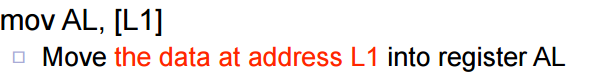 mov AL, [L1]
Move the data at address L1 into register AL